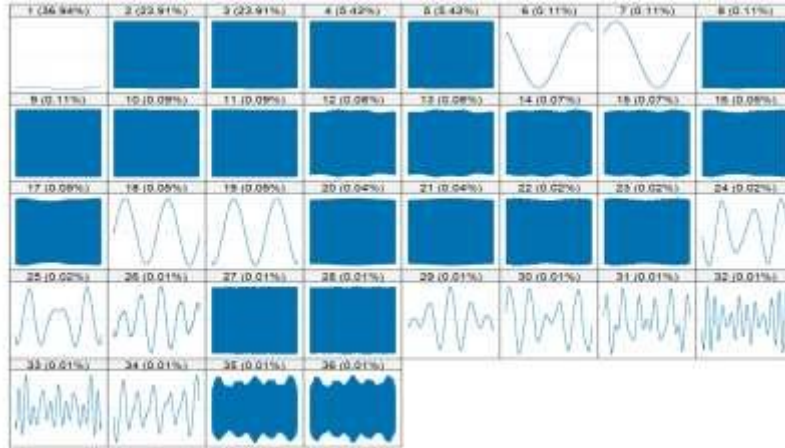 1 (36.94%) 2 (23.91%) 3 (23.91%) 4 (5.43%) 5 (5.43%) 6 (0.11%) 7 (0.11%) 8 (0.11%)
9 (0.11%) 10 (0.09%) 11 (0.09%) 12 (0.08%) 13 (0.08%) 14 (0.07%) 15 (0.07%) 16 (0.06%)
17 (0.06%) 18 (0.05%) 19 (0.05%) 20 (0.04%) 21 (0.04%) 22 (0.02%) 23 (0.02%) 24 (0.02%)
25 (0.02%) 26 (0.01%) 27 (0.01%) 28 (0.01%) 29 (0.01%) 30 (0.01%) 31 (0.01%) 32 (0.01%)
33 (0.01%) 34 (0.01%) 35 (0.01%) 36 (0.01%)